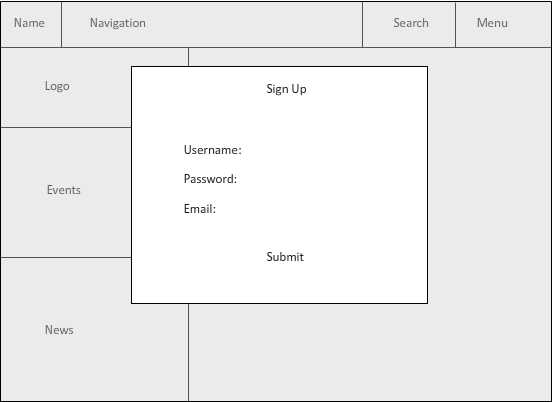 Name Navigation Search Menu
Logo
Sign Up
Username:
Password:
Events
Email:
Submit
News